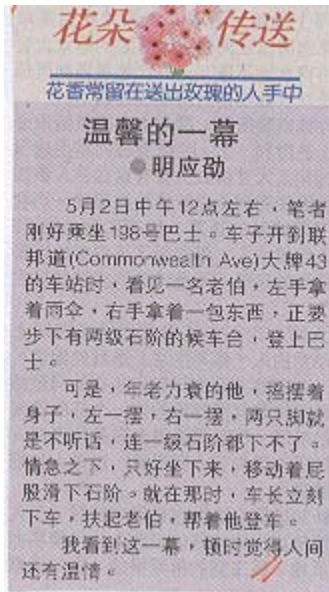 花朵 传送
花香常留在送出玫瑰的人手中
温馨的一幕
●明应劭
5月2日中午12点左右，笔者
刚好乘坐198号巴士。车子开到联
邦道(Commonwealth Ave)大牌43
的车站时，看见一名老伯，左手拿
着雨伞，右手拿着一包东西，正要
步下有两级石阶的候车台，登上巴
士。
可是，年老力衰的他，摇摆着
身子，左一摆，右一摆，两只脚就
是不听话，连一级石阶都下不了。
情急之下，只好坐下来，移动着屁
股滑下石阶。就在那时，车长立刻
下车，扶起老伯，帮着他登车。
我看到这一幕，顿时觉得人间
还有温情。